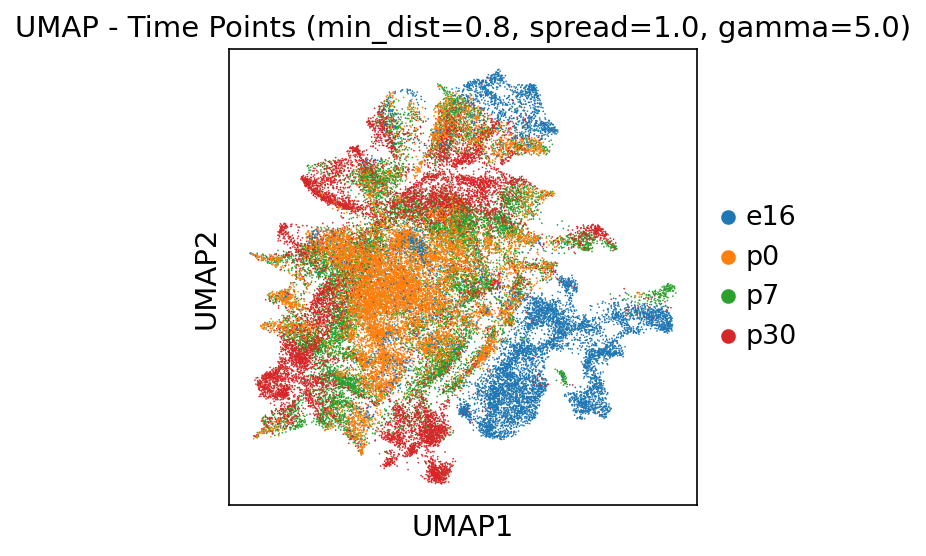 UMAP - Time Points (min_dist=0.8, spread=1.0, gamma=5.0)
UMAP2
e16
p0
p7
p30
UMAP1